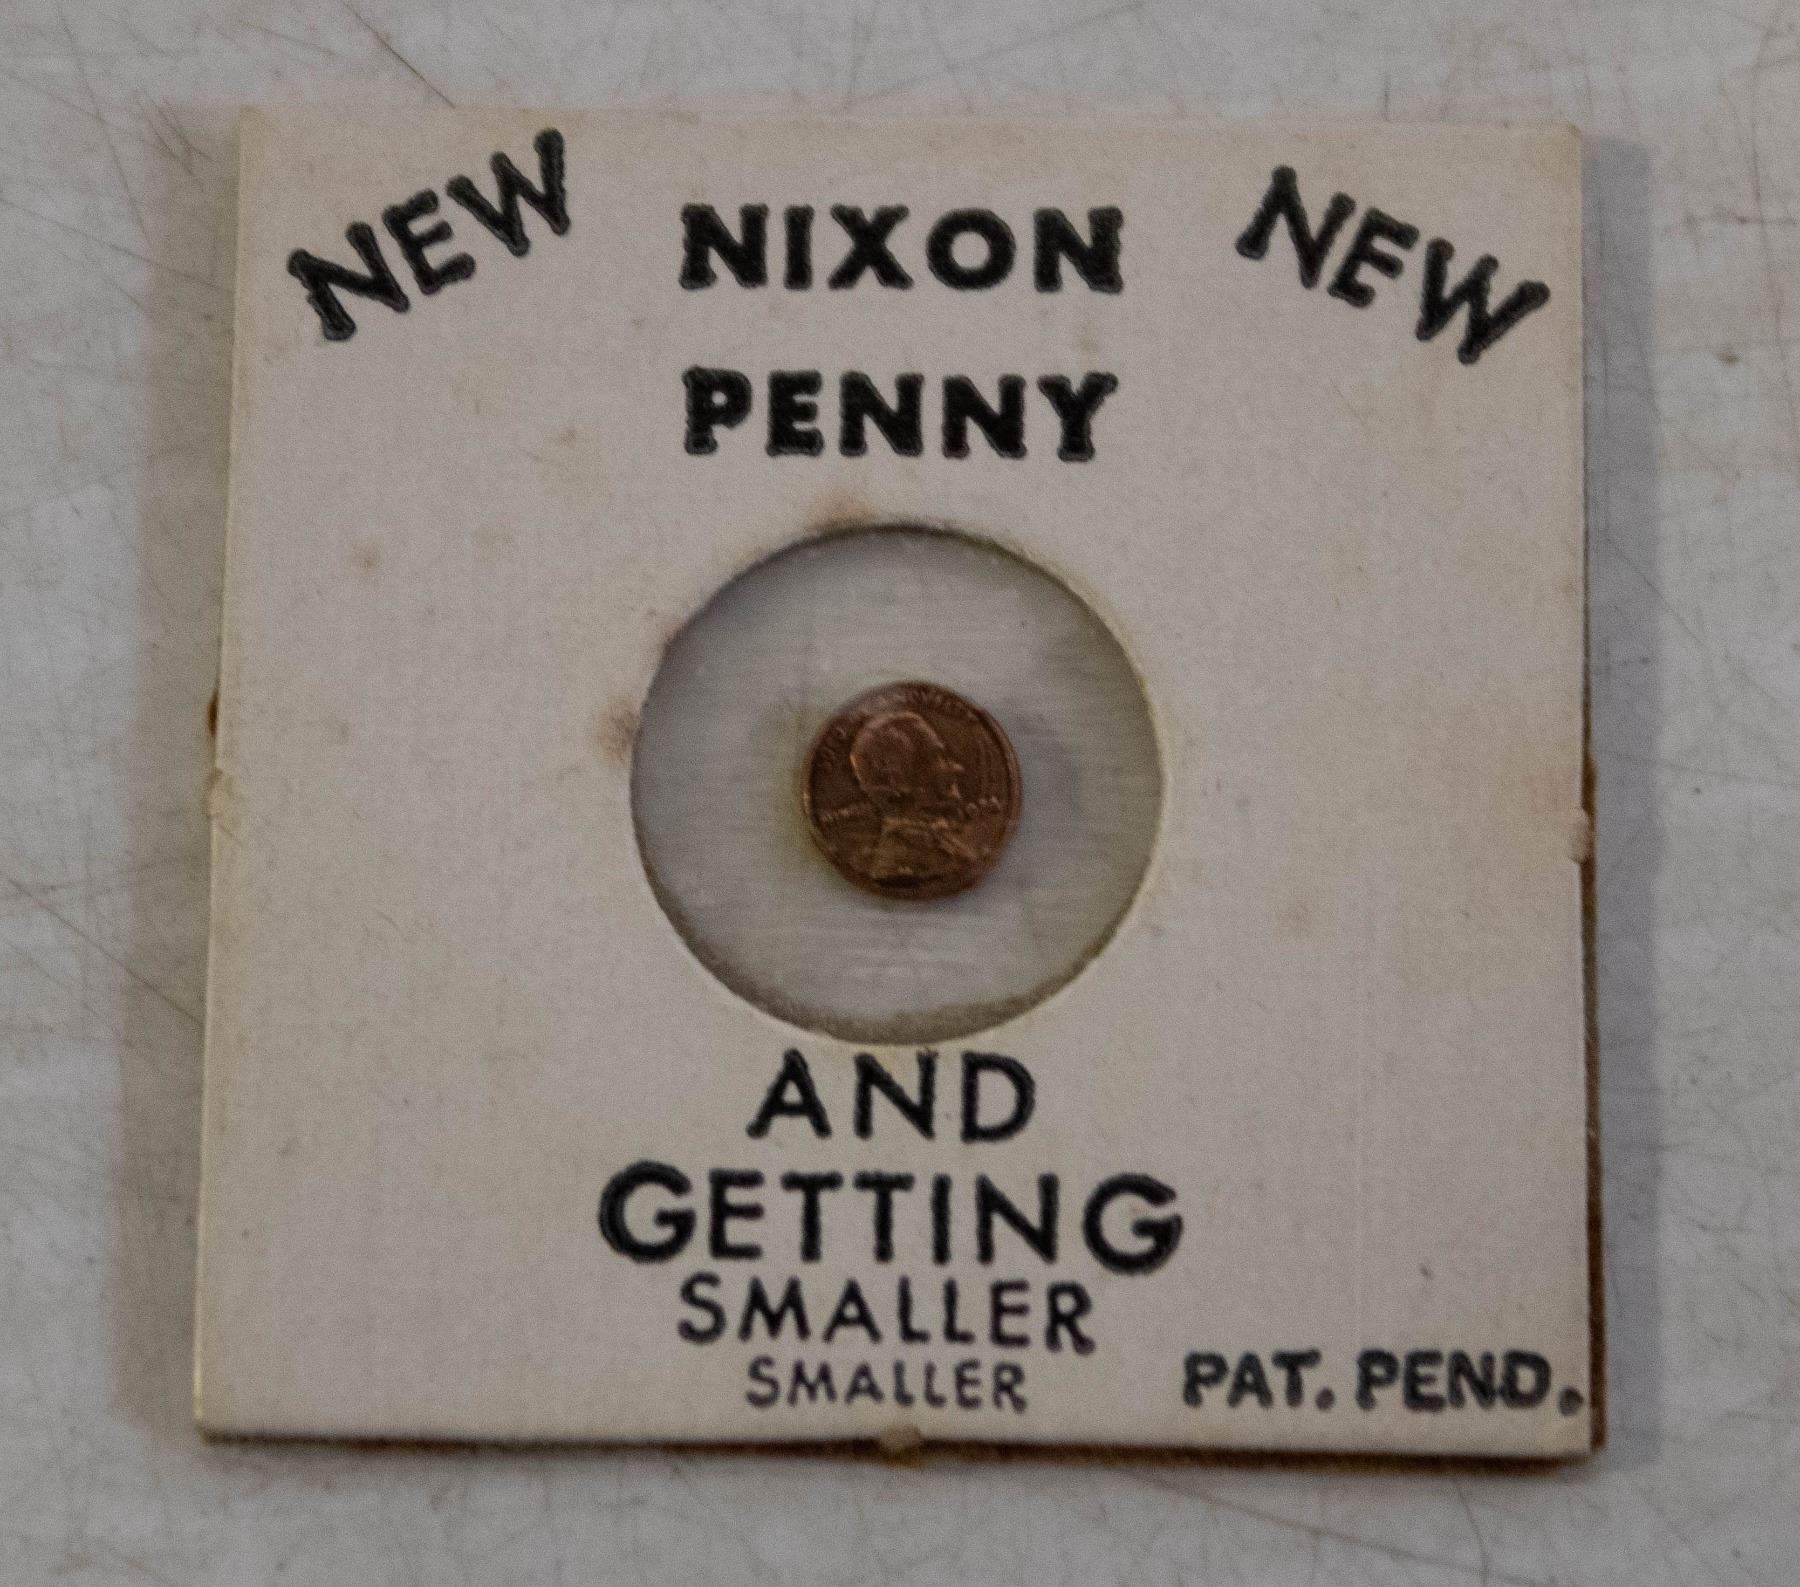 NEW NIXON NEW
PENNY
AND
GETTING
SMALLER
SMALLER
PAT. PEND.